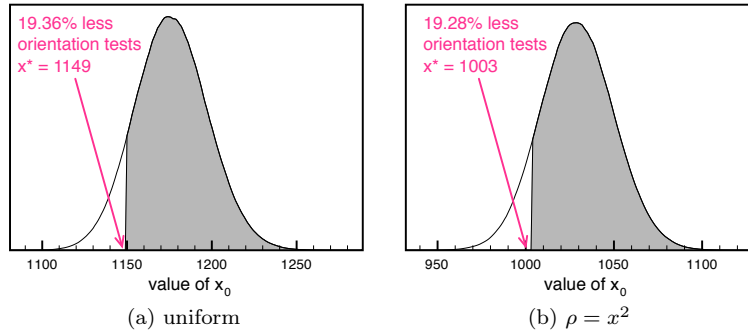 19.36% less
orientation tests
x* = 1149
1100 1150 1200 1250
value of x₀
(a) uniform
19.28% less
orientation tests
x* = 1003
950 1000 1050 1100
value of x₀
(b) ρ = x²